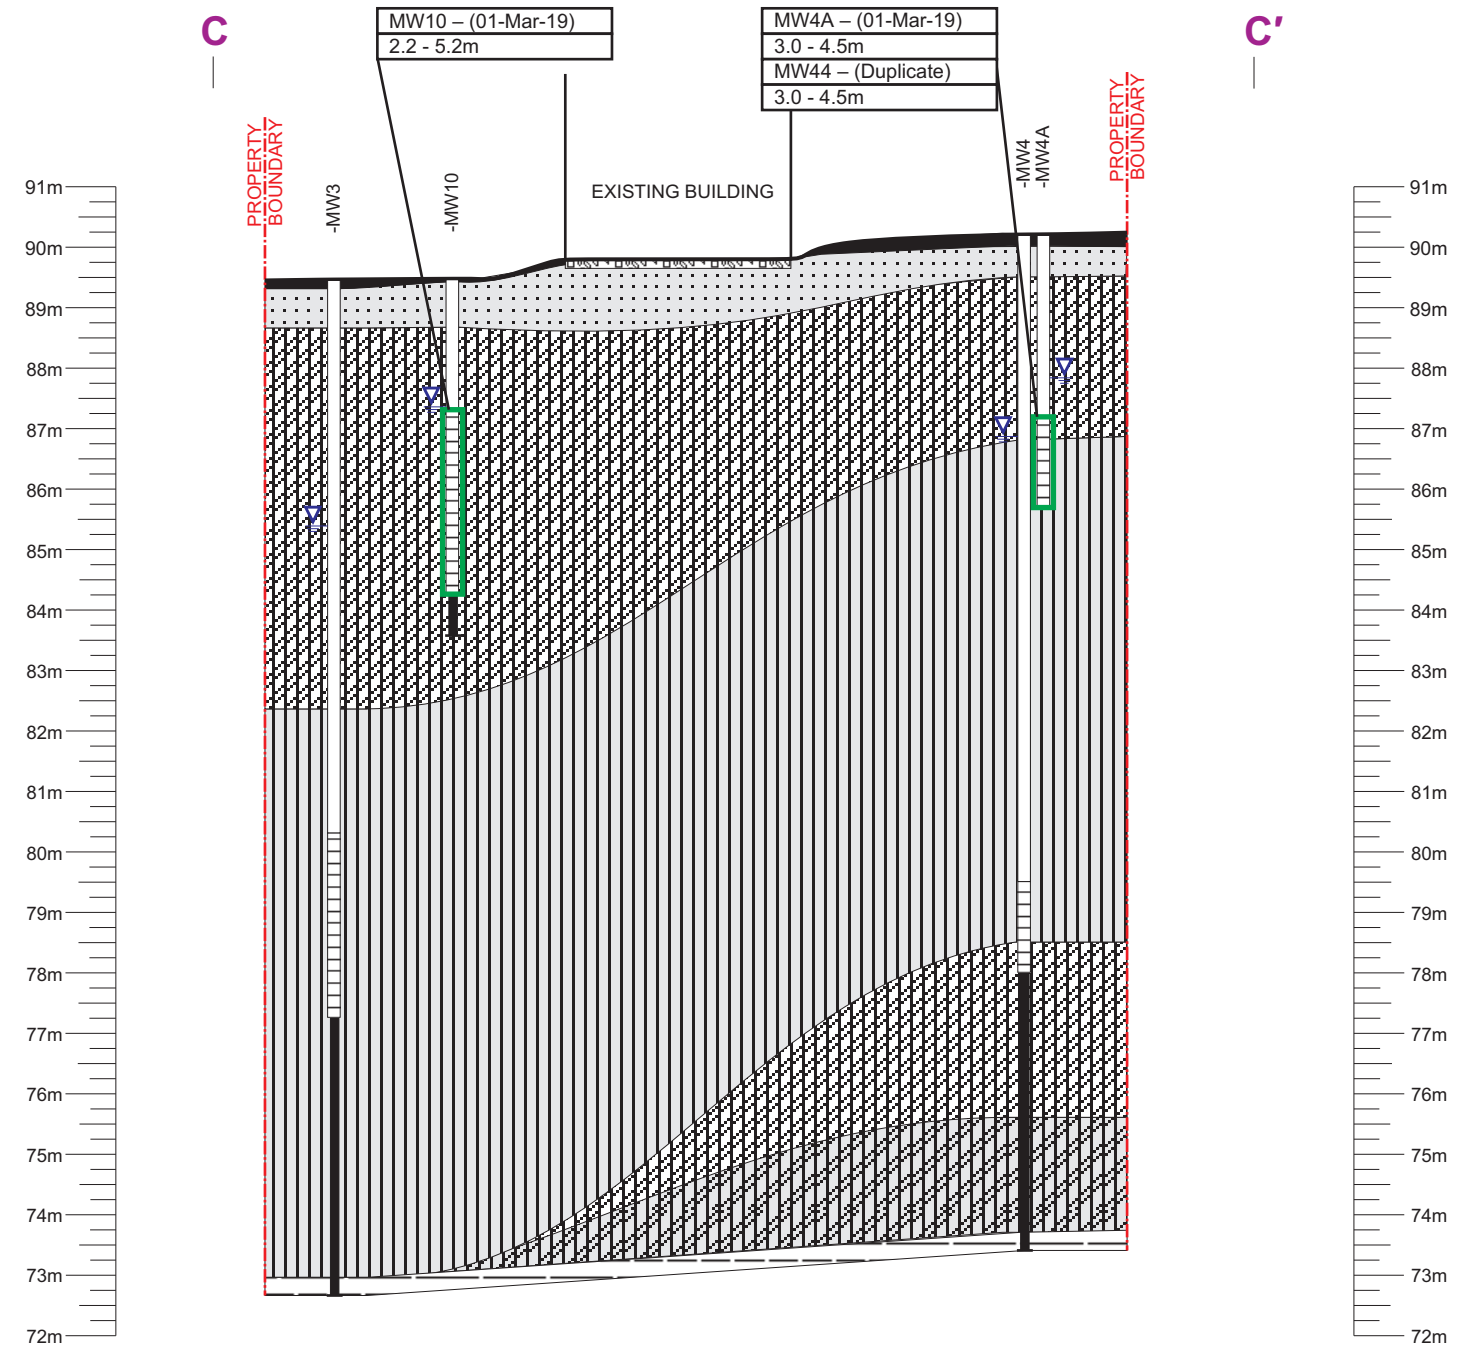 C
C'
MW10 – (01-Mar-19)
2.2 - 5.2m
MW4A – (01-Mar-19)
3.0 - 4.5m
MW44 – (Duplicate)
3.0 - 4.5m
PROPERTY
BOUNDARY
-MW3
-MW10
EXISTING BUILDING
-MW4
-MW4A
PROPERTY
BOUNDARY
91m
90m
89m
88m
87m
86m
85m
84m
83m
82m
81m
80m
79m
78m
77m
76m
75m
74m
73m
72m
91m
90m
89m
88m
87m
86m
85m
84m
83m
82m
81m
80m
79m
78m
77m
76m
75m
74m
73m
72m